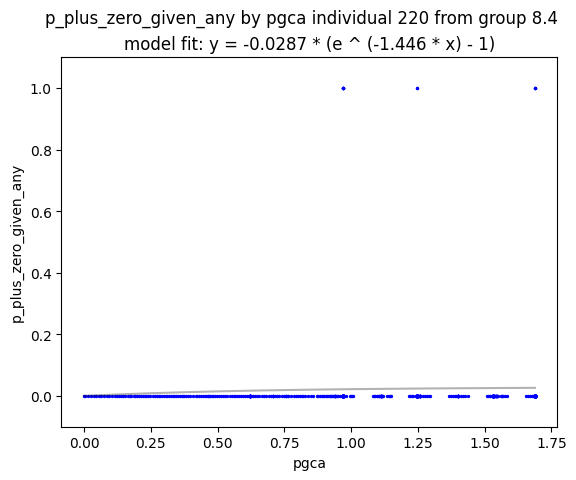 p_plus_zero_given_any by pgca individual 220 from group 8.4
model fit: y = -0.0287 * (e ^ (-1.446 * x) - 1)
1.0
0.8
0.6
0.4
0.2
0.0
p_plus_zero_given_any
0.00 0.25 0.50 0.75 1.00 1.25 1.50 1.75
pgca